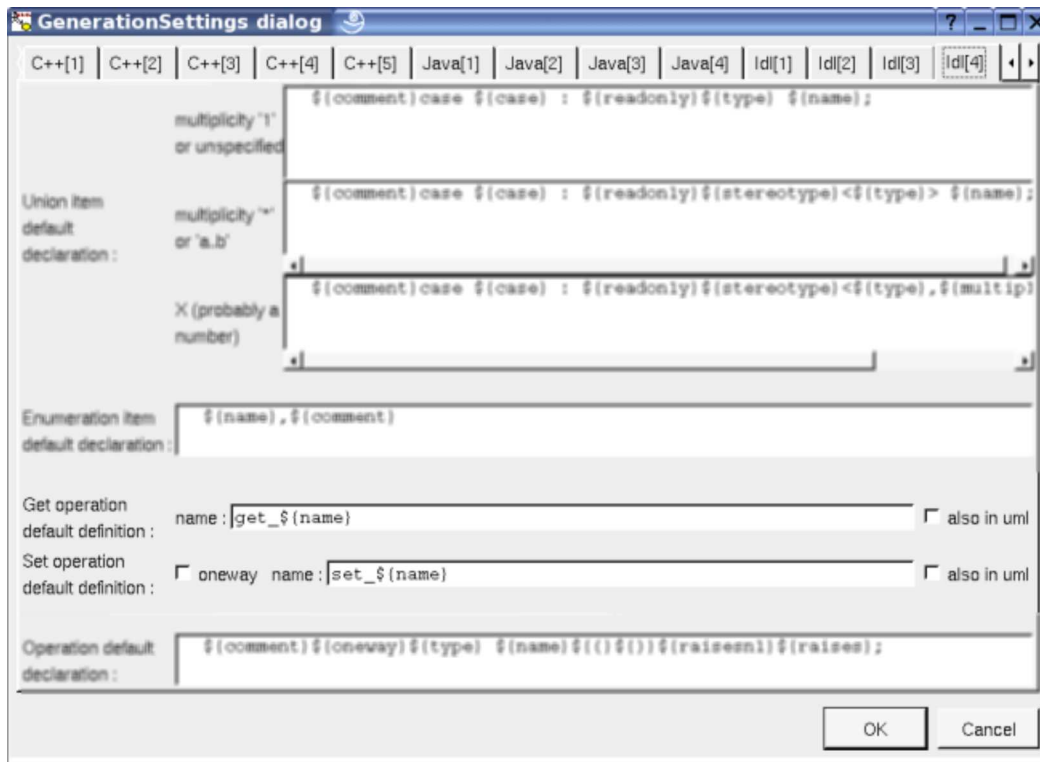 GenerationSettings dialog
C++[1] C++[2] C++[3] C++[4] C++[5] Java[1] Java[2] Java[3] Java[4] Idl[1] Idl[2] Idl[3] Idl[4]
${comment}case ${case} : ${readonly}${type} ${name};
multiplicity '1'
or unspecified
${comment}case ${case} : ${readonly}${stereotype}<${type}> ${name};
Union item
default
declaration :
multiplicity '*'
or 'a..b'
${comment}case ${case} : ${readonly}${stereotype}<${type},${multipl
X (probably a
number)
Enumeration item
default declaration :
${name},${comment}
Get operation
default definition :
name : get_${name}
also in uml
Set operation
default definition :
oneway name : set_${name}
also in uml
Operation default
declaration :
${comment}${oneway}${type} ${name}${(}${)}${raisesnl}${raises};
OK Cancel